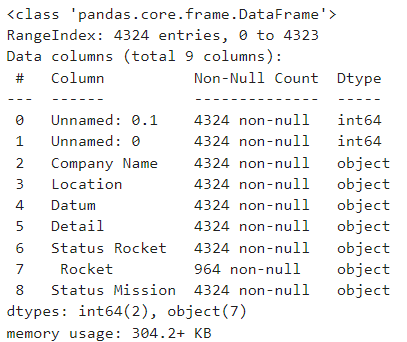 <class 'pandas.core.frame.DataFrame'>
RangeIndex: 4324 entries, 0 to 4323
Data columns (total 9 columns):
 #   Column          Non-Null Count  Dtype
---  ------          --------------  -----
 0   Unnamed: 0.1    4324 non-null   int64
 1   Unnamed: 0      4324 non-null   int64
 2   Company Name    4324 non-null   object
 3   Location        4324 non-null   object
 4   Datum           4324 non-null   object
 5   Detail          4324 non-null   object
 6   Status Rocket   4324 non-null   object
 7    Rocket         964 non-null    object
 8   Status Mission  4324 non-null   object
dtypes: int64(2), object(7)
memory usage: 304.2+ KB